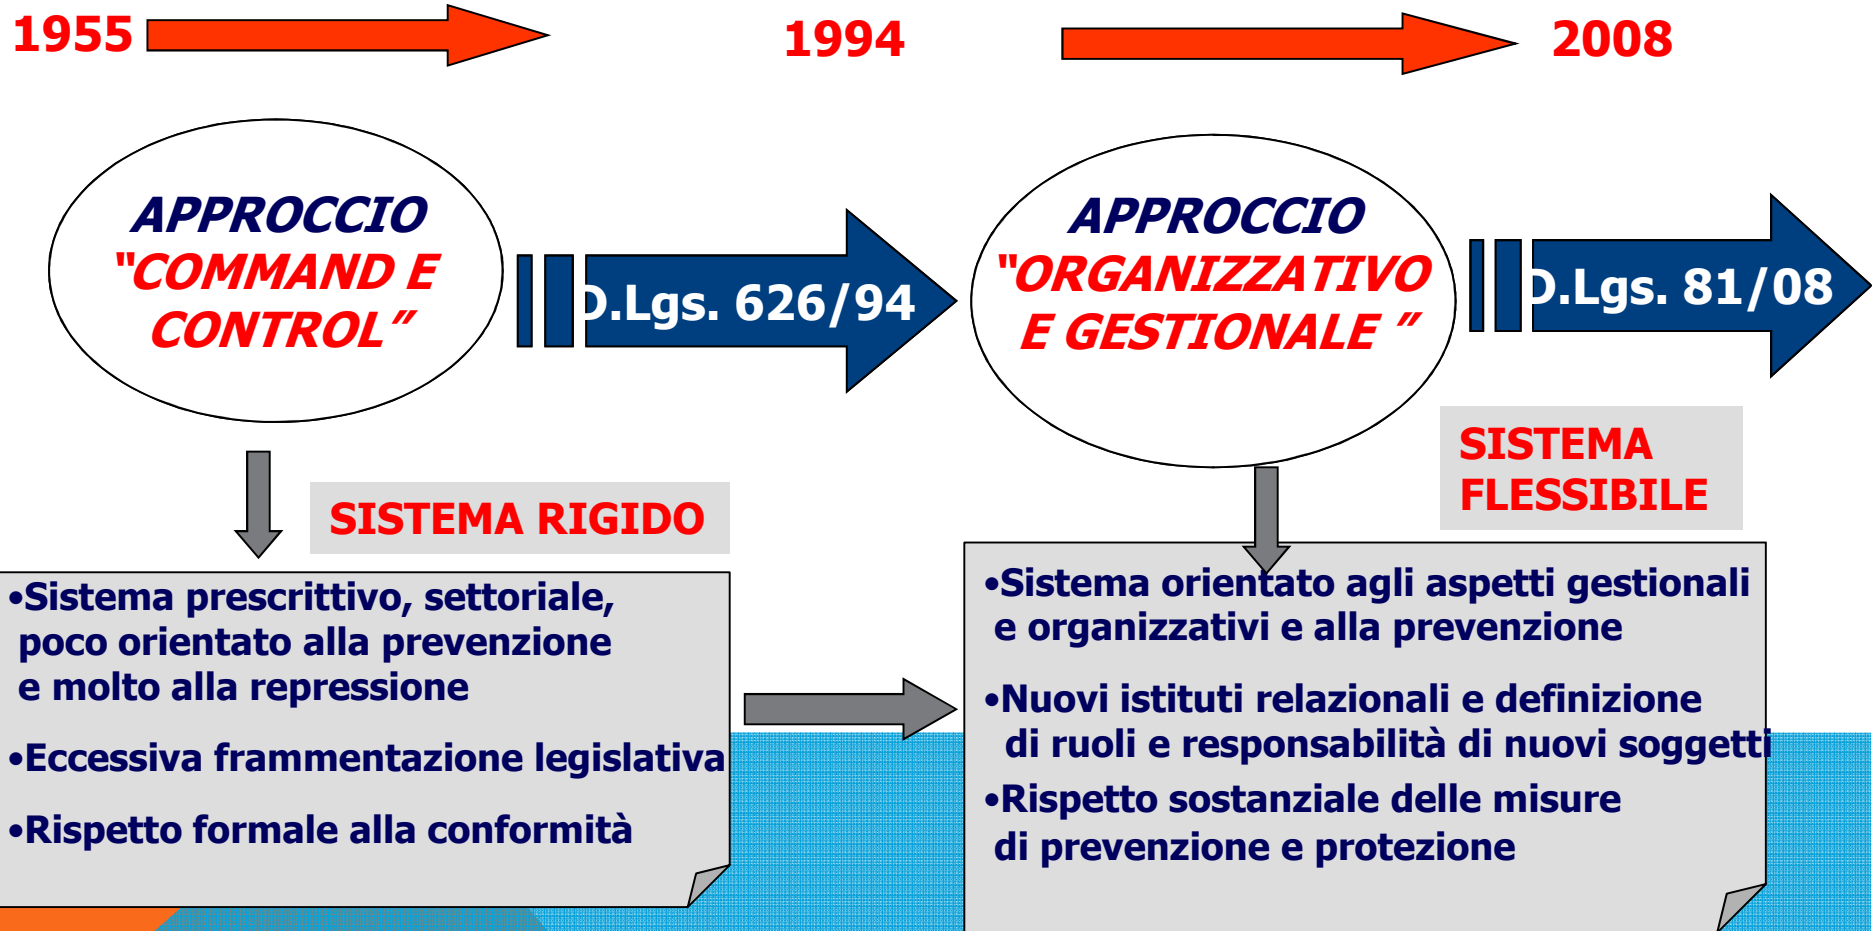 1955
1994
2008
APPROCCIO
“COMMAND E
CONTROL”
D.Lgs. 626/94
APPROCCIO
“ORGANIZZATIVO
E GESTIONALE ”
D.Lgs. 81/08
SISTEMA RIGIDO
SISTEMA
FLESSIBILE
•Sistema prescrittivo, settoriale,
poco orientato alla prevenzione
e molto alla repressione
•Eccessiva frammentazione legislativa
•Rispetto formale alla conformità
•Sistema orientato agli aspetti gestionali
e organizzativi e alla prevenzione
•Nuovi istituti relazionali e definizione
di ruoli e responsabilità di nuovi soggetti
•Rispetto sostanziale delle misure
di prevenzione e protezione